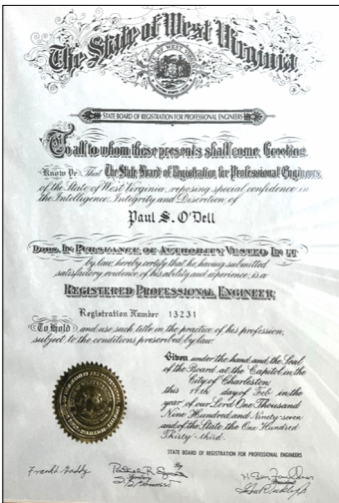 The State of West Virginia
STATE BOARD OF REGISTRATION FOR PROFESSIONAL ENGINEERS
To all to whom these presents shall come, Greeting.
Know Ye That The State Board of Registration for Professional Engineers
of the State of West Virginia, reposing special confidence in
the Intelligence, Integrity and Discretion of
Paul S. O'Dell
DOES, IN PURSUANCE OF AUTHORITY VESTED IN IT
by law, hereby certify that he having submitted
satisfactory evidence of his ability and experience, is a
REGISTERED PROFESSIONAL ENGINEER,
Registration Number 13231
To Hold and use such title in the practice of his profession,
subject to the conditions prescribed by law.
Given under the hand and the Seal
of the Board at the Capitol in the
City of Charleston
this day of Feb in the
year of our Lord One Thousand
Nine Hundred and Ninety-seven
and of the State the One Hundred
Thirty-third.
STATE BOARD OF REGISTRATION FOR PROFESSIONAL ENGINEERS